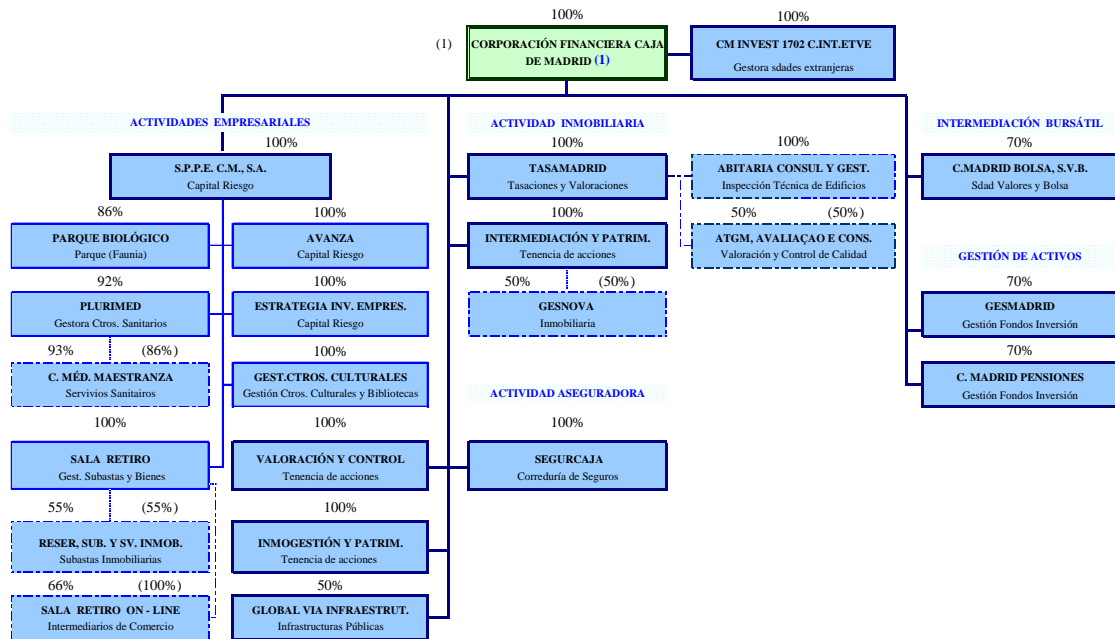 100%
100%
(1)
CORPORACIÓN FINANCIERA CAJA
DE MADRID (1)
CM INVEST 1702 C.INT.ETVE
Gestora sdades extranjeras
ACTIVIDADES EMPRESARIALES
ACTIVIDAD INMOBILIARIA
INTERMEDIACIÓN BURSÁTIL
100%
100%
100%
70%
S.P.P.E. C.M., S.A.
Capital Riesgo
TASAMADRID
Tasaciones y Valoraciones
ABITARIA CONSUL Y GEST.
Inspección Técnica de Edificios
C.MADRID BOLSA, S.V.B.
Sdad Valores y Bolsa
86%
100%
100%
50%
(50%)
PARQUE BIOLÓGICO
Parque (Faunia)
AVANZA
Capital Riesgo
INTERMEDIACIÓN Y PATRIM.
Tenencia de acciones
ATGM, AVALIAÇAO E CONS.
Valoración y Control de Calidad
GESTIÓN DE ACTIVOS
92%
100%
50%
(50%)
70%
PLURIMED
Gestora Ctros. Sanitarios
ESTRATEGIA INV. EMPRES.
Capital Riesgo
GESNOVA
Inmobiliaria
GESMADRID
Gestión Fondos Inversión
93%
(86%)
100%
70%
C. MÉD. MAESTRANZA
Servivios Sanitairos
GEST.CTROS. CULTURALES
Gestión Ctros. Culturales y Bibliotecas
C. MADRID PENSIONES
Gestión Fondos Inversión
ACTIVIDAD ASEGURADORA
100%
100%
100%
SALA RETIRO
Gest. Subastas y Bienes
VALORACIÓN Y CONTROL
Tenencia de acciones
SEGURCAJA
Correduría de Seguros
55%
(55%)
100%
RESER, SUB. Y SV. INMOB.
Subastas Inmobiliarias
INMOGESTIÓN Y PATRIM.
Tenencia de acciones
66%
(100%)
50%
SALA RETIRO ON - LINE
Intermediarios de Comercio
GLOBAL VIA INFRAESTRUT.
Infrastructuras Públicas